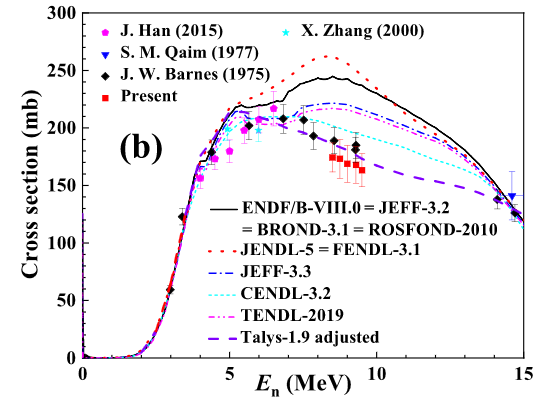 300
250
200
150
100
50
0
Cross section (mb)
J. Han (2015)
X. Zhang (2000)
S. M. Qaim (1977)
J. W. Barnes (1975)
Present
(b)
ENDF/B-VIII.0 = JEFF-3.2
= BROND-3.1 = ROSFOND-2010
JENDL-5 = FENDL-3.1
JEFF-3.3
CENDL-3.2
TENDL-2019
Talys-1.9 adjusted
0 5 10 15
En (MeV)